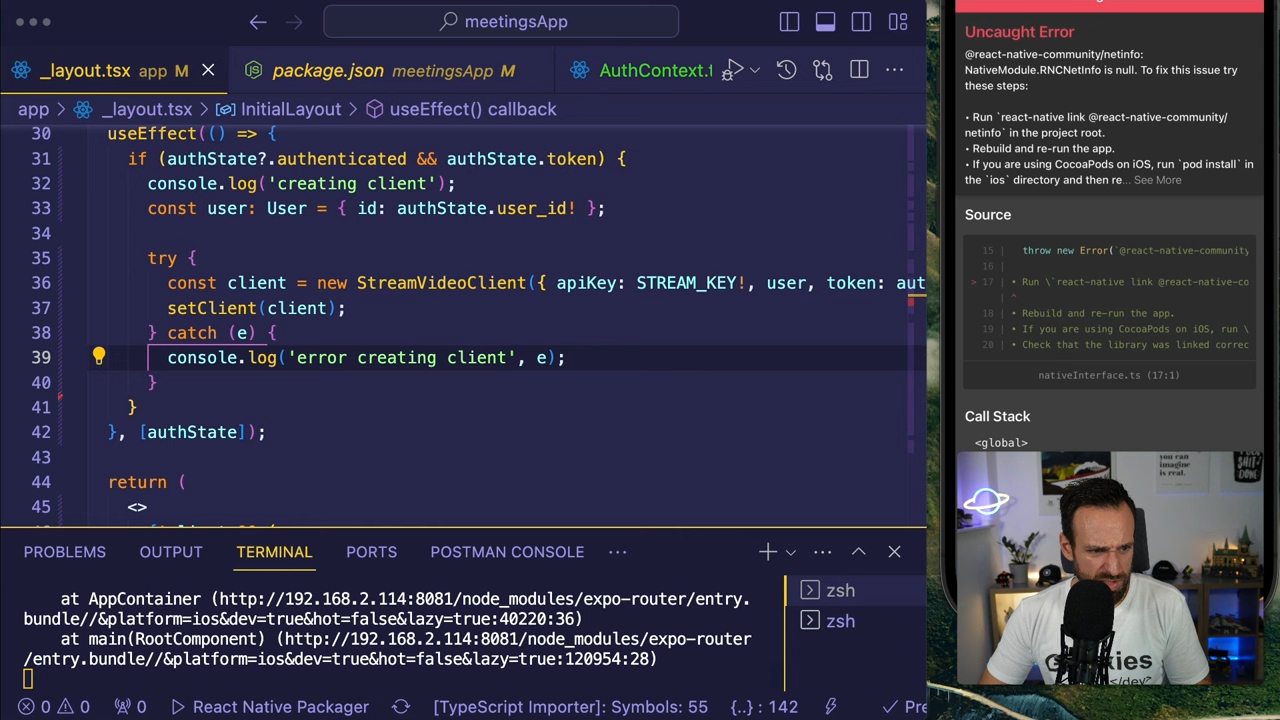 meetingsApp
_layout.tsx app M
package.json meetingsApp M
AuthContext.t
app > _layout.tsx > InitialLayout > useEffect() callback
30 useEffect(() => {
31 if (authState?.authenticated && authState.token) {
32 console.log('creating client');
33 const user: User = { id: authState.user_id! };
34
35 try {
36 const client = new StreamVideoClient({ apiKey: STREAM_KEY!, user, token: aut
37 setClient(client);
38 } catch (e) {
39 console.log('error creating client', e);
40 }
41 }
42 }, [authState]);
43
44 return (
45 <>
PROBLEMS OUTPUT TERMINAL PORTS POSTMAN CONSOLE
at AppContainer (http://192.168.2.114:8081/node_modules/expo-router/entry.
bundle//&platform=ios&dev=true&hot=false&lazy=true:40220:36)
at main(RootComponent) (http://192.168.2.114:8081/node_modules/expo-router
/entry.bundle//&platform=ios&dev=true&hot=false&lazy=true:120954:28)
zsh
zsh
0 0 0 React Native Packager [TypeScript Importer]: Symbols: 55 {..} : 142 Pre
Uncaught Error
@react-native-community/netinfo:
NativeModule.RNCNetInfo is null. To fix this issue try
these steps:
• Run `react-native link @react-native-community/
netinfo` in the project root.
• Rebuild and re-run the app.
• If you are using CocoaPods on iOS, run `pod install` in
the `ios` directory and then re... See More
Source
15 | throw new Error(`@react-native-community
16 |
> 17 | • Run \`react-native link @react-native-co
| ^
18 | • Rebuild and re-run the app.
19 | • If you are using CocoaPods on iOS, run \
20 | • Check that the library was linked correc
nativeInterface.ts (17:1)
Call Stack
<global>
you can
imagine
is real.
</dev>